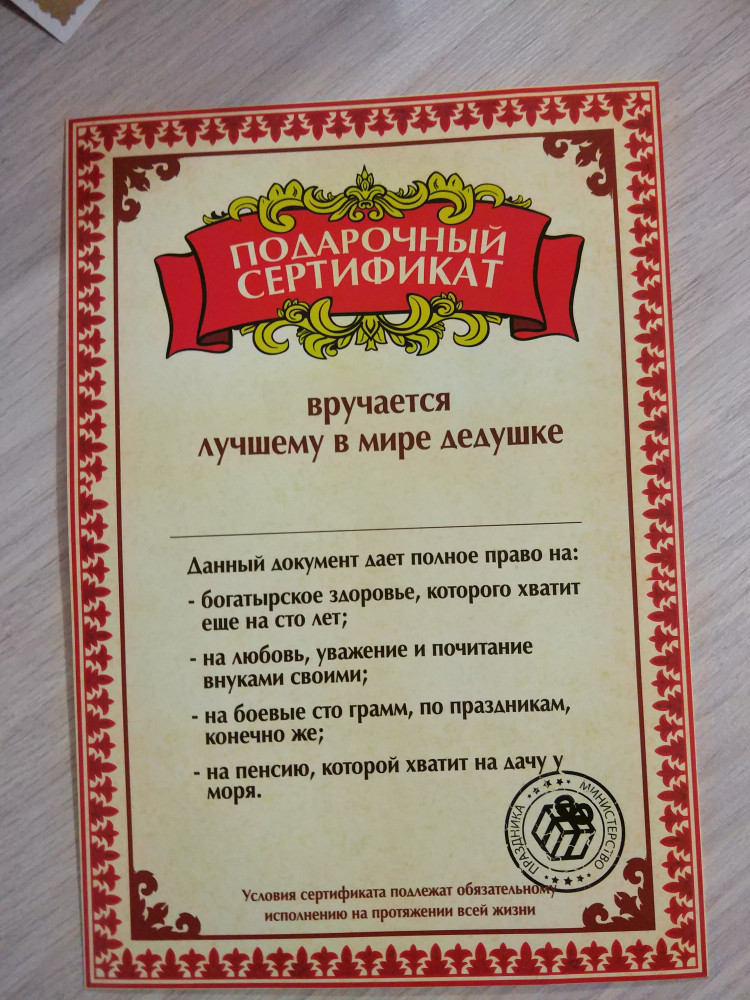 ПОДАРОЧНЫЙ
СЕРТИФИКАТ
вручается
лучшему в мире дедушке
Данный документ дает полное право на:
- богатырское здоровье, которого хватит
еще на сто лет;
- на любовь, уважение и почитание
внуками своими;
- на боевые сто грамм, по праздникам,
конечно же;
- на пенсию, которой хватит на дачу у
моря.
МИНИСТЕРСТВО
ПРАЗДНИКА
Условия сертификата подлежат обязательному
исполнению на протяжении всей жизни